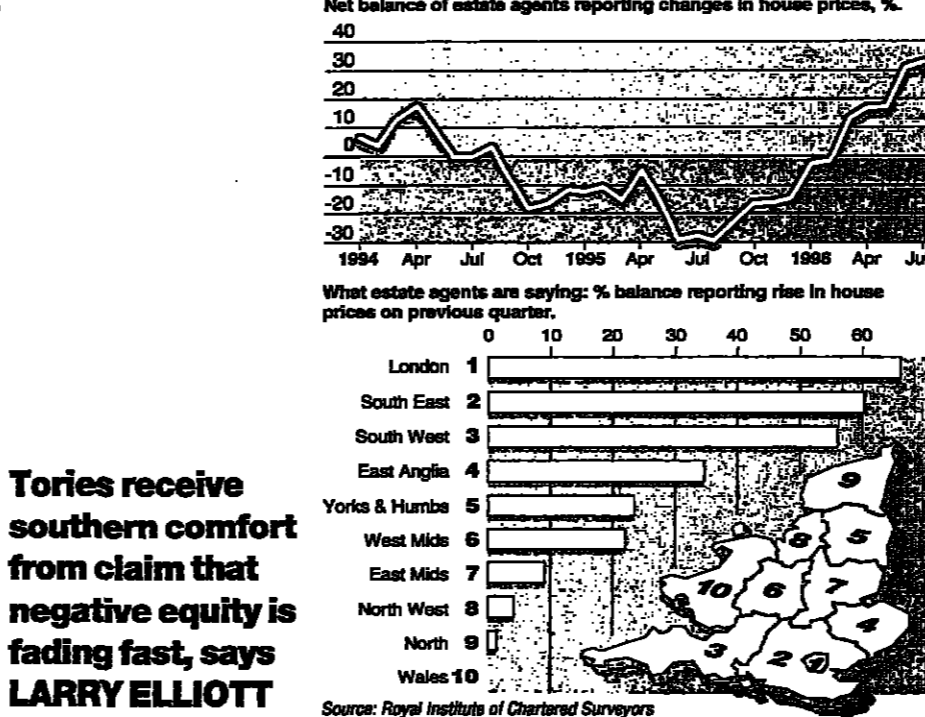 Net balance of estate agents reporting changes in house prices, %.
40
30
20
10
0
-10
-20
-30
1994 Apr Jul Oct 1995 Apr Jul Oct 1996 Apr Ju
What estate agents are saying: % balance reporting rise in house
prices on previous quarter.
0 10 20 30 40 50 60
London 1
South East 2
South West 3
East Anglia 4
Yorks & Humbs 5
West Mids 6
East Mids 7
North West 8
North 9
Wales 10
9
8 5
10 6 7
4
3 2 1
Source: Royal Institute of Chartered Surveyors
Tories receive
southern comfort
from claim that
negative equity is
fading fast, says
LARRY ELLIOTT